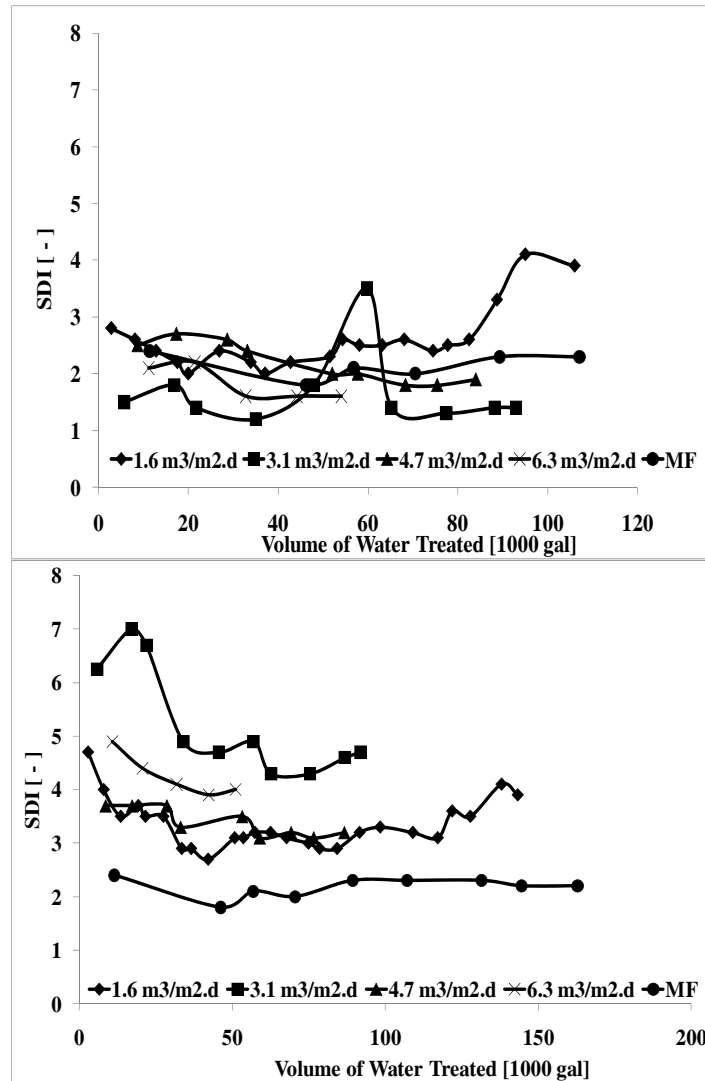 8
7
6
5
4
3
2
1
0
SDI [ - ]
1.6 m3/m2.d 3.1 m3/m2.d 4.7 m3/m2.d 6.3 m3/m2.d MF
0 20 40 60 80 100 120
Volume of Water Treated [1000 gal]
8
7
6
5
4
3
2
1
0
SDI [ - ]
1.6 m3/m2.d 3.1 m3/m2.d 4.7 m3/m2.d 6.3 m3/m2.d MF
50 100 150 200
Volume of Water Treated [1000 gal]